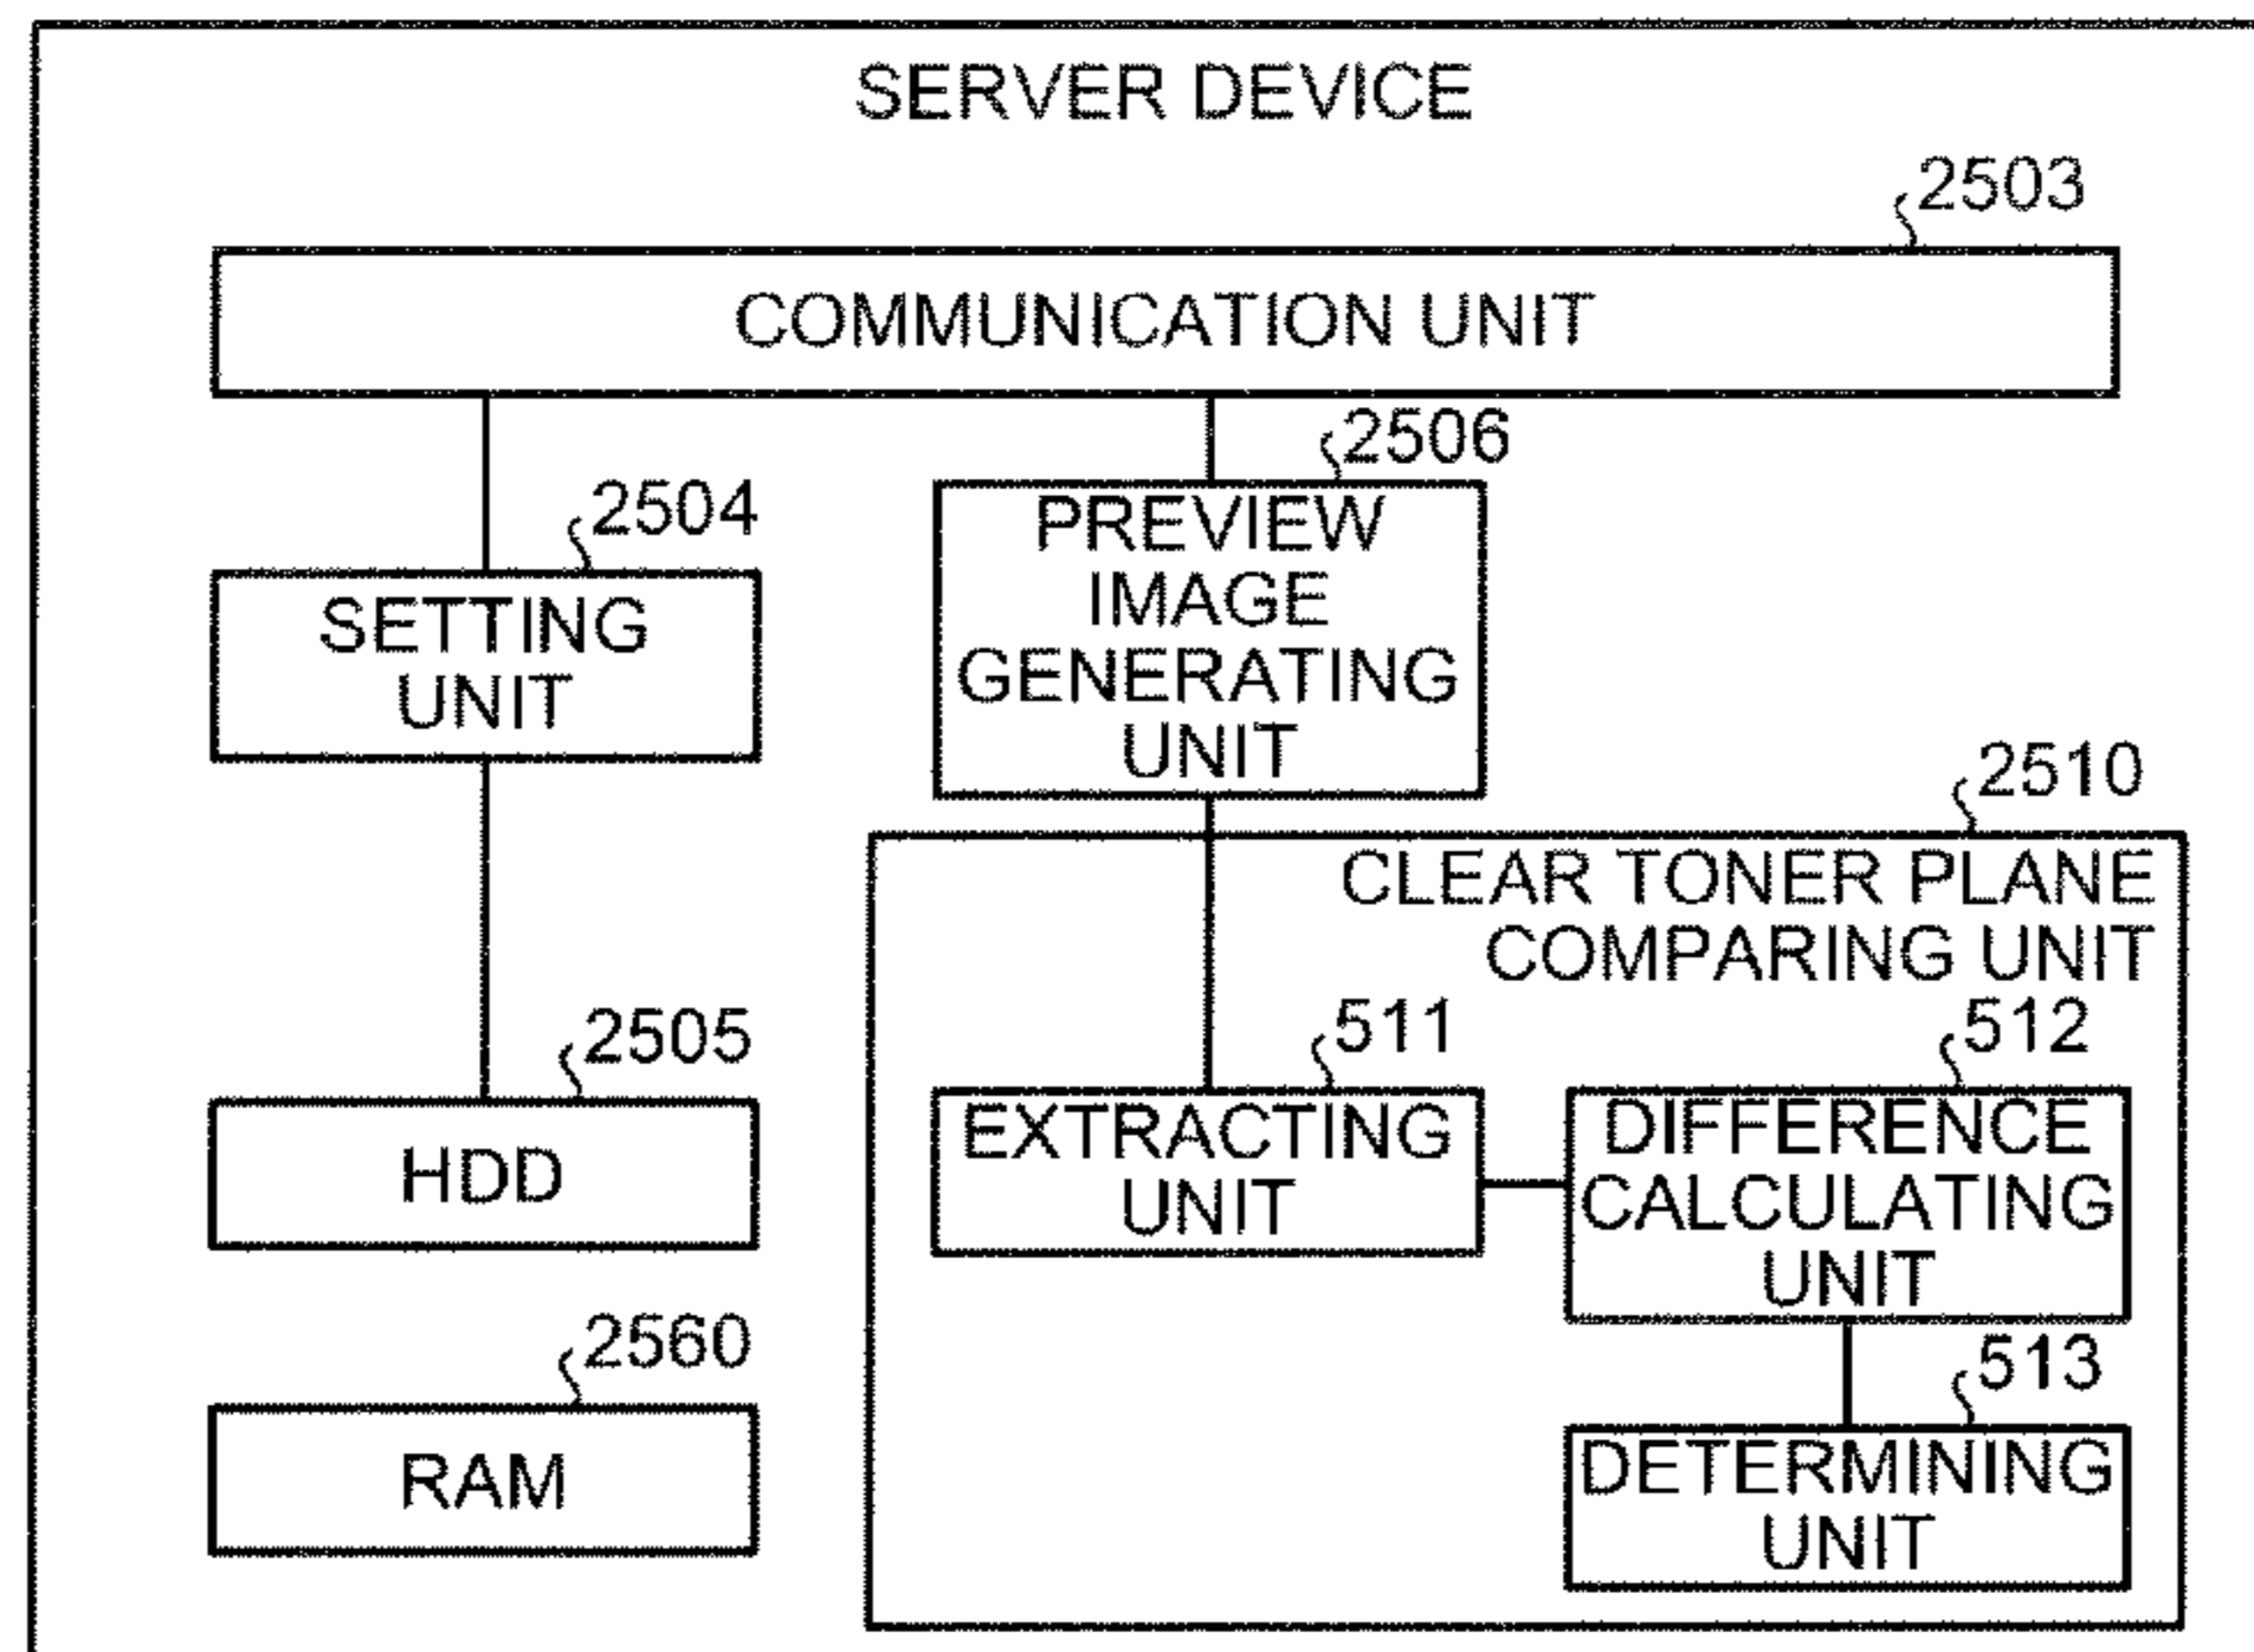 SERVER DEVICE
2503
COMMUNICATION UNIT
2506
PREVIEW
IMAGE
GENERATING
UNIT
2504
SETTING
UNIT
2510
CLEAR TONER PLANE
COMPARING UNIT
2505
HDD
511
EXTRACTING
UNIT
512
DIFFERENCE
CALCULATING
UNIT
2560
RAM
513
DETERMINING
UNIT